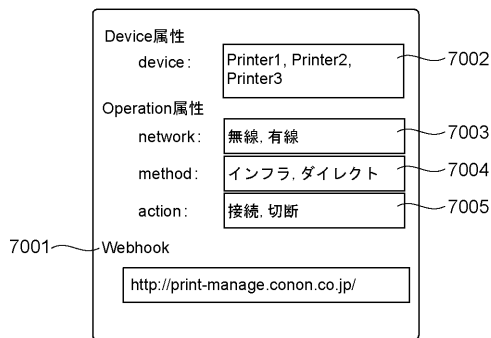 Device属性
device: Printer1, Printer2, 7002
Printer3
Operation属性
network: 無線, 有線 7003
method: インフラ, ダイレクト 7004
action: 接続, 切断 7005
7001 Webhook
http://print-manage.conon.co.jp/